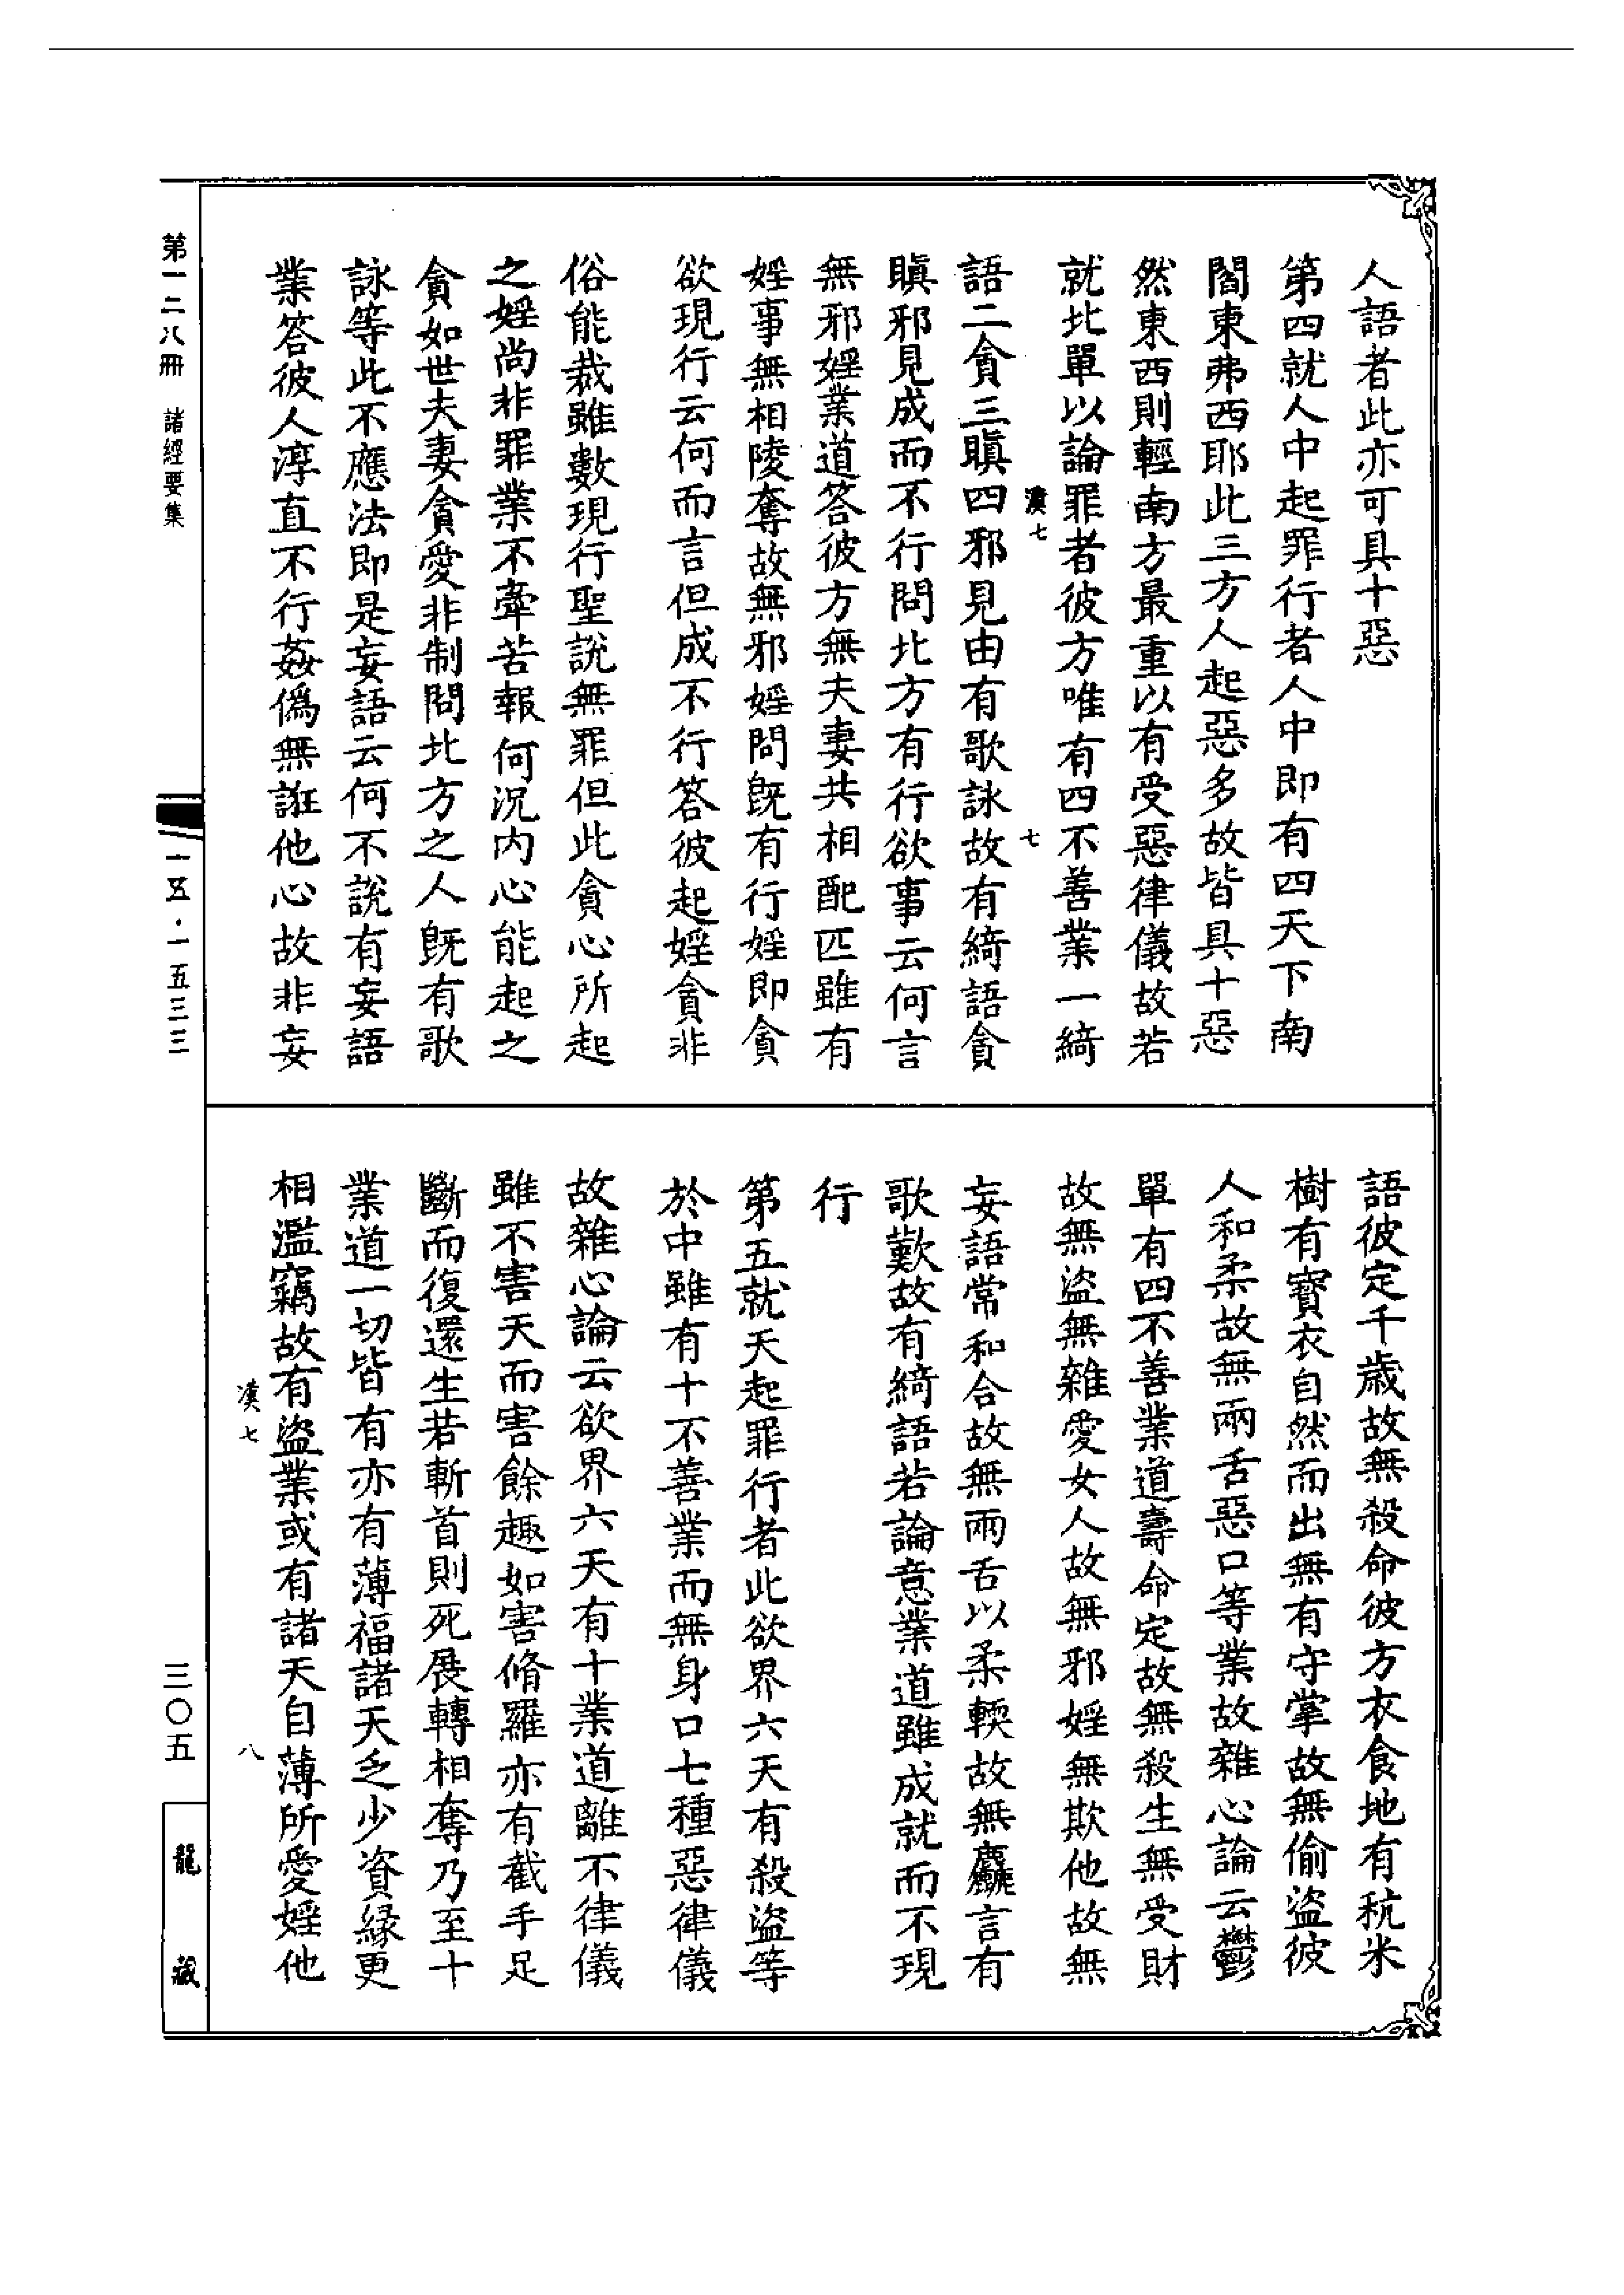 人語者此亦可具十惡
第四就人中起罪行者人中即有四天下南
閻東弗西耶此三方人起惡多故皆具十惡
然東西則輕南方最重以有受惡律儀故若
就北單以論罪者彼方唯有四不善業一綺
漢七 七
語二貪三瞋四邪見由有歌詠故有綺語貪
瞋邪見成而不行問北方有行欲事云何言
無邪婬業道答彼方無夫妻共相配匹雖有
婬事無相陵奪故無邪婬問既有行婬即貪
欲現行云何而言但成不行答彼起婬貪非
俗能裁雖數現行聖說無罪但此貪心所起
之婬尚非罪業不牽苦報何況內心能起之
貪如世夫妻貪愛非制問北方之人既有歌
詠等此不應法即是妄語云何不說有妄語
業答彼人淳直不行姦偽無誑他心故非妄
語彼定千歲故無殺命彼方衣食地有秔米
樹有寶衣自然而出無有守掌故無偷盜彼
人和柔故無兩舌惡口等業故雜心論云鬱
單有四不善業道壽命定故無殺生無受財
故無盜無雜愛女人故無邪婬無欺他故無
妄語常和合故無兩舌以柔輭故無麤言有
歌歎故有綺語若論意業道雖成就而不現
行
第五就天起罪行者此欲界六天有殺盜等
於中雖有十不善業而無身口七種惡律儀
故雜心論云欲界六天有十業道離不律儀
雖不害天而害餘趣如害脩羅亦有截手足
斷而復還生若斬首則死展轉相奪乃至十
業道一切皆有亦有薄福諸天乏少資緣更
相濫竊故有盜業或有諸天自薄所愛婬他
漢七 八
第一二八冊 諸經要集
一五·一五三三
三〇五
龍藏